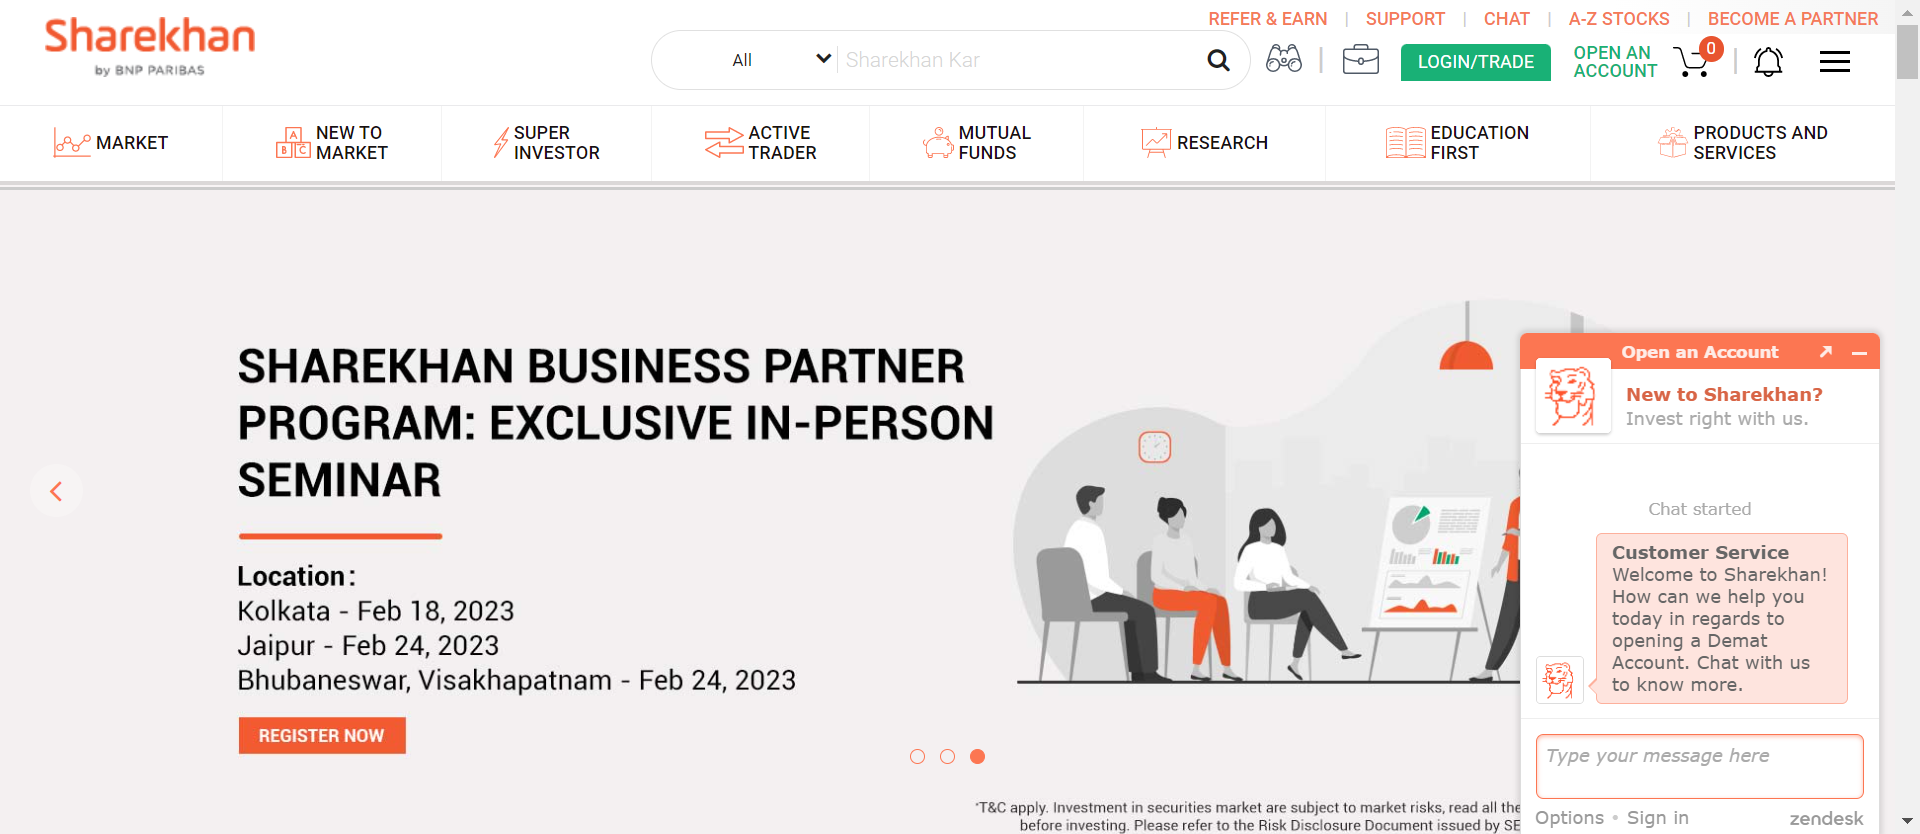 REFER & EARN | SUPPORT | CHAT | A-Z STOCKS | BECOME A PARTNER
Sharekhan
by BNP PARIBAS
All
Sharekhan Kar
LOGIN/TRADE
OPEN AN
ACCOUNT
0
MARKET
NEW TO
MARKET
SUPER
INVESTOR
ACTIVE
TRADER
MUTUAL
FUNDS
RESEARCH
EDUCATION
FIRST
PRODUCTS AND
SERVICES
SHAREKHAN BUSINESS PARTNER
PROGRAM: EXCLUSIVE IN-PERSON
SEMINAR
Location:
Kolkata - Feb 18, 2023
Jaipur - Feb 24, 2023
Bhubaneswar, Visakhapatnam - Feb 24, 2023
REGISTER NOW
*T&C apply. Investment in securities market are subject to market risks, read all the
before investing. Please refer to the Risk Disclosure Document issued by SE
Open an Account
New to Sharekhan?
Invest right with us.
Chat started
Customer Service
Welcome to Sharekhan!
How can we help you
today in regards to
opening a Demat
Account. Chat with us
to know more.
Type your message here
Options • Sign in
zendesk